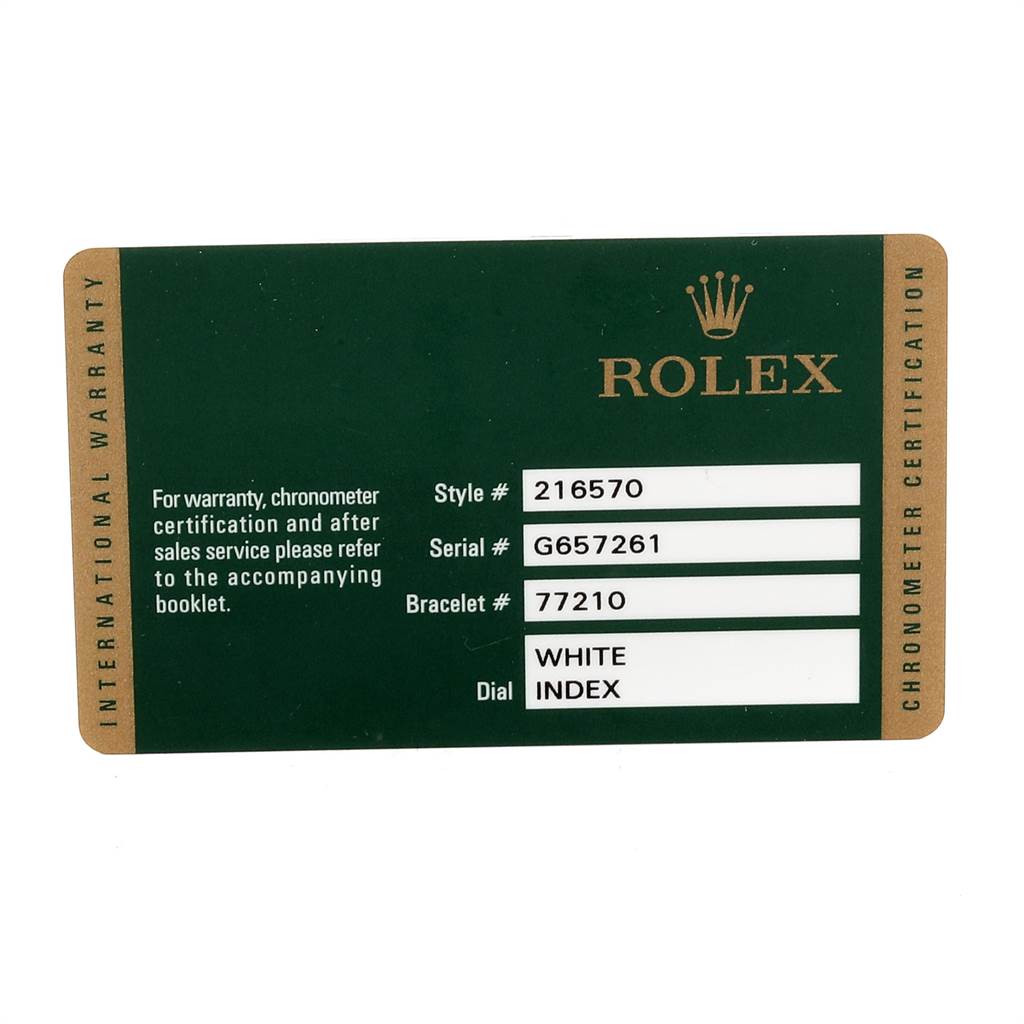 INTERNATIONAL WARRANTY
ROLEX
For warranty, chronometer
certification and after
sales service please refer
to the accompanying
booklet.
Style # 216570
Serial # G657261
Bracelet # 77210
Dial WHITE
INDEX
CHRONOMETER CERTIFICATION